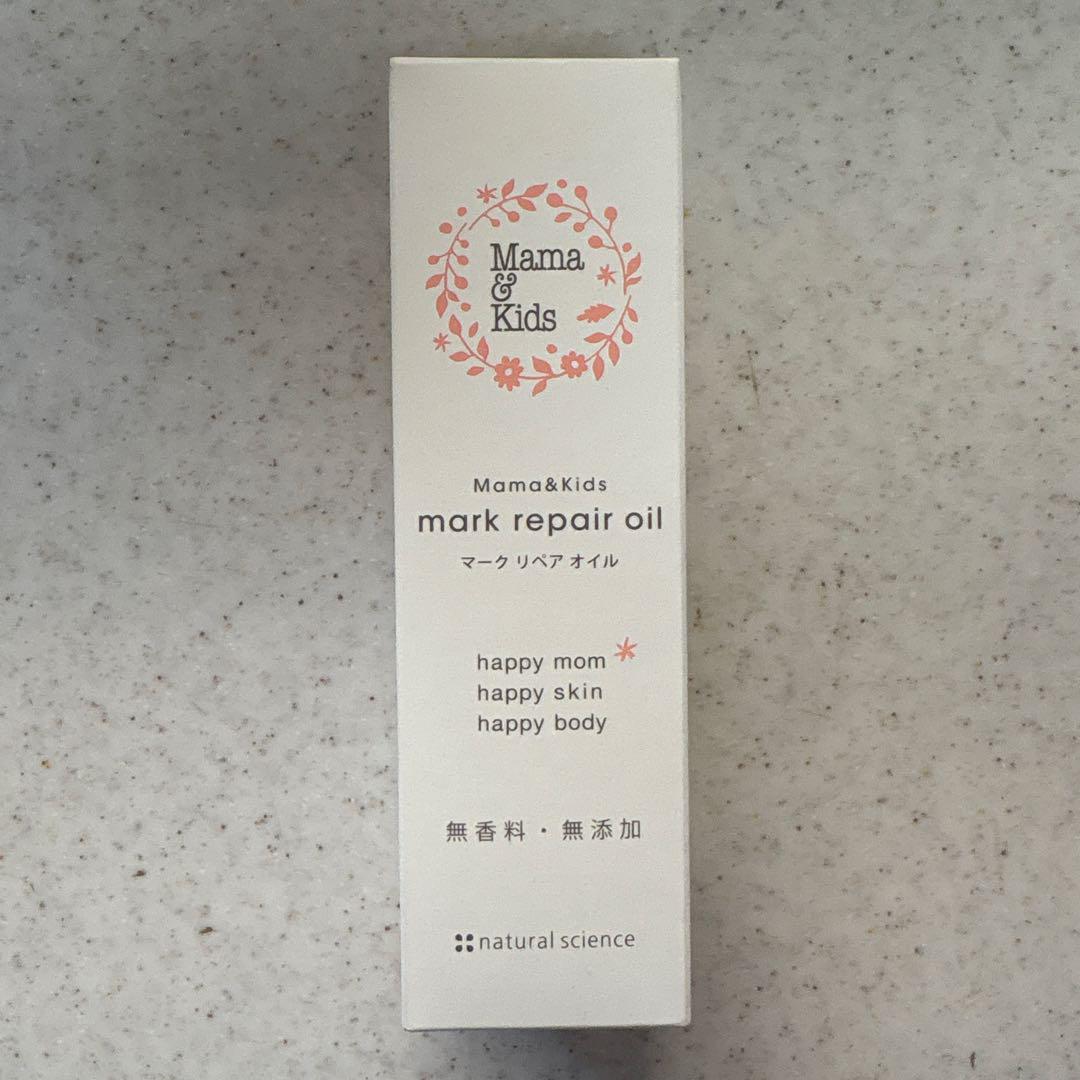 Mama
&
Kids
Mama&Kids
mark repair oil
マーク リペア オイル
happy mom
happy skin
happy body
無香料・無添加
natural science